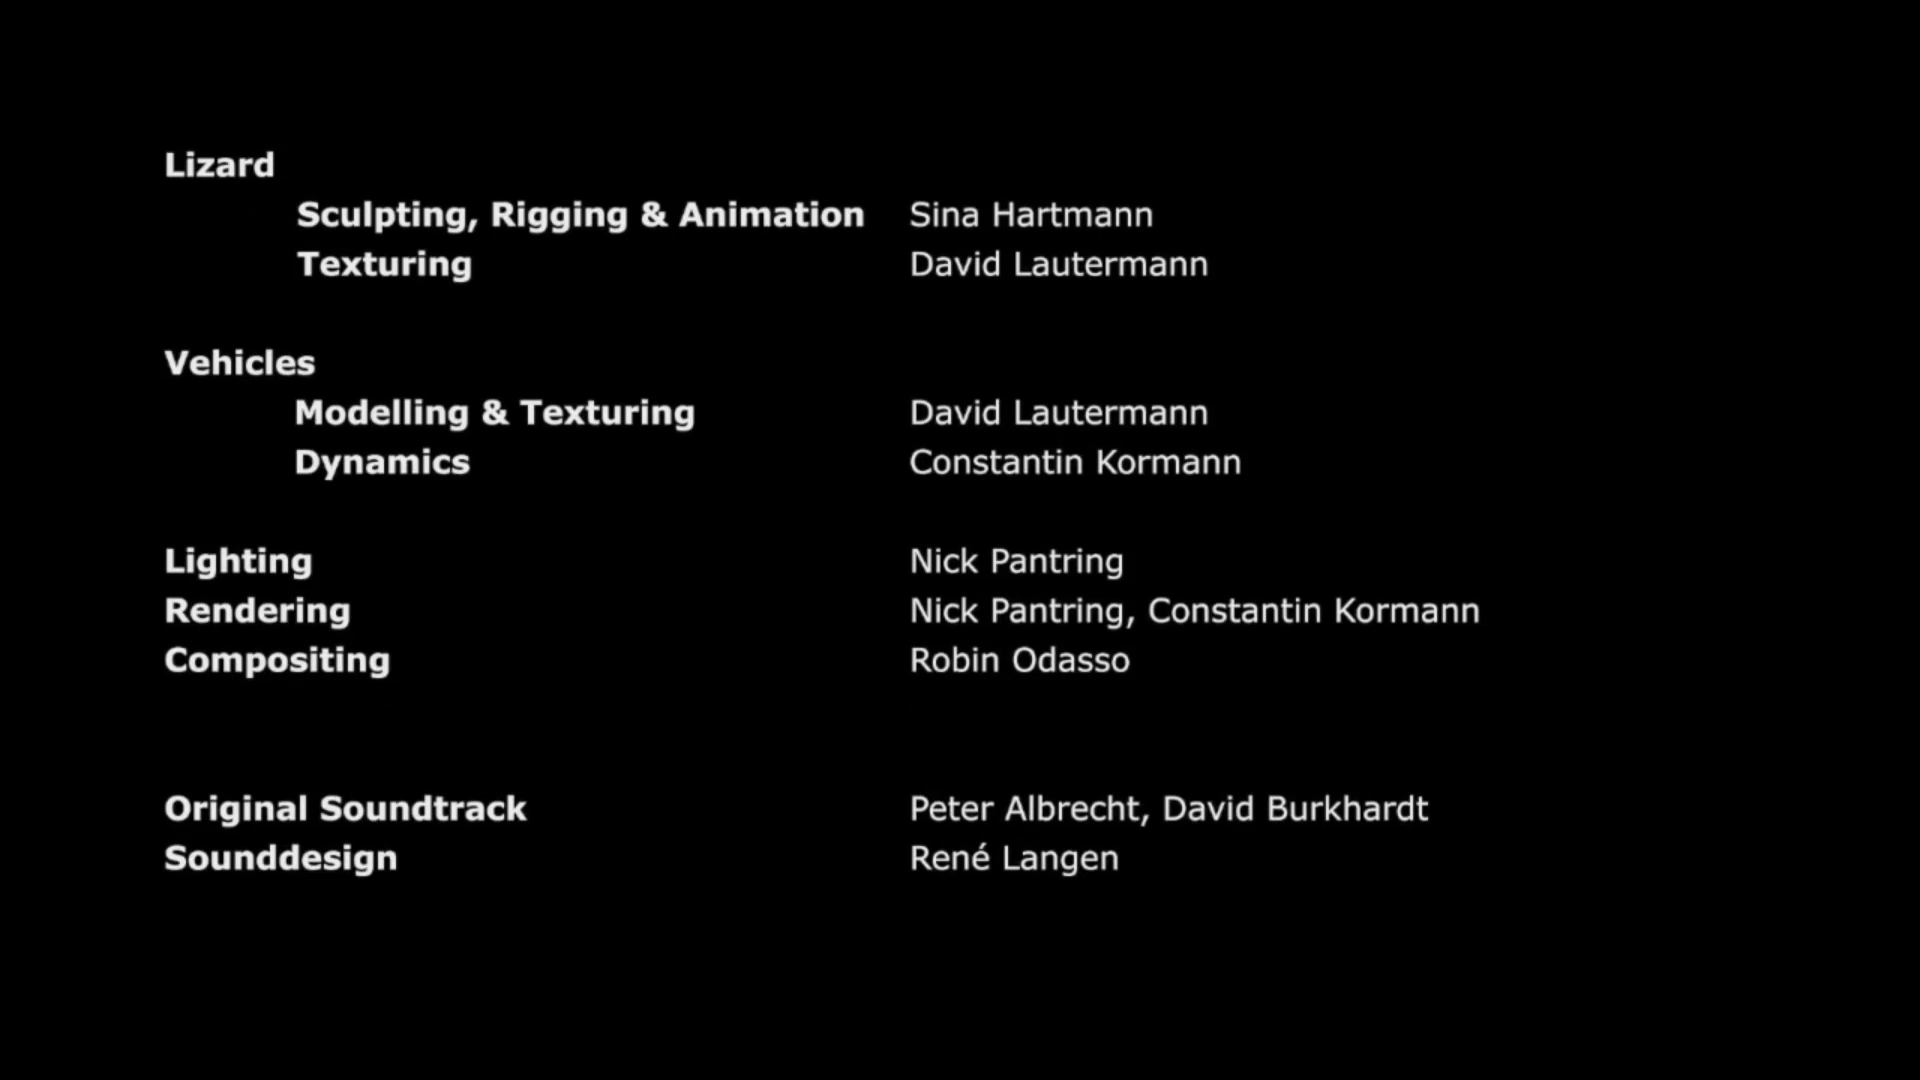 Lizard
Sculpting, Rigging & Animation Sina Hartmann
Texturing David Lautermann
Vehicles
Modelling & Texturing David Lautermann
Dynamics Constantin Kormann
Lighting Nick Pantring
Rendering Nick Pantring, Constantin Kormann
Compositing Robin Odasso
Original Soundtrack Peter Albrecht, David Burkhardt
Sounddesign René Langen